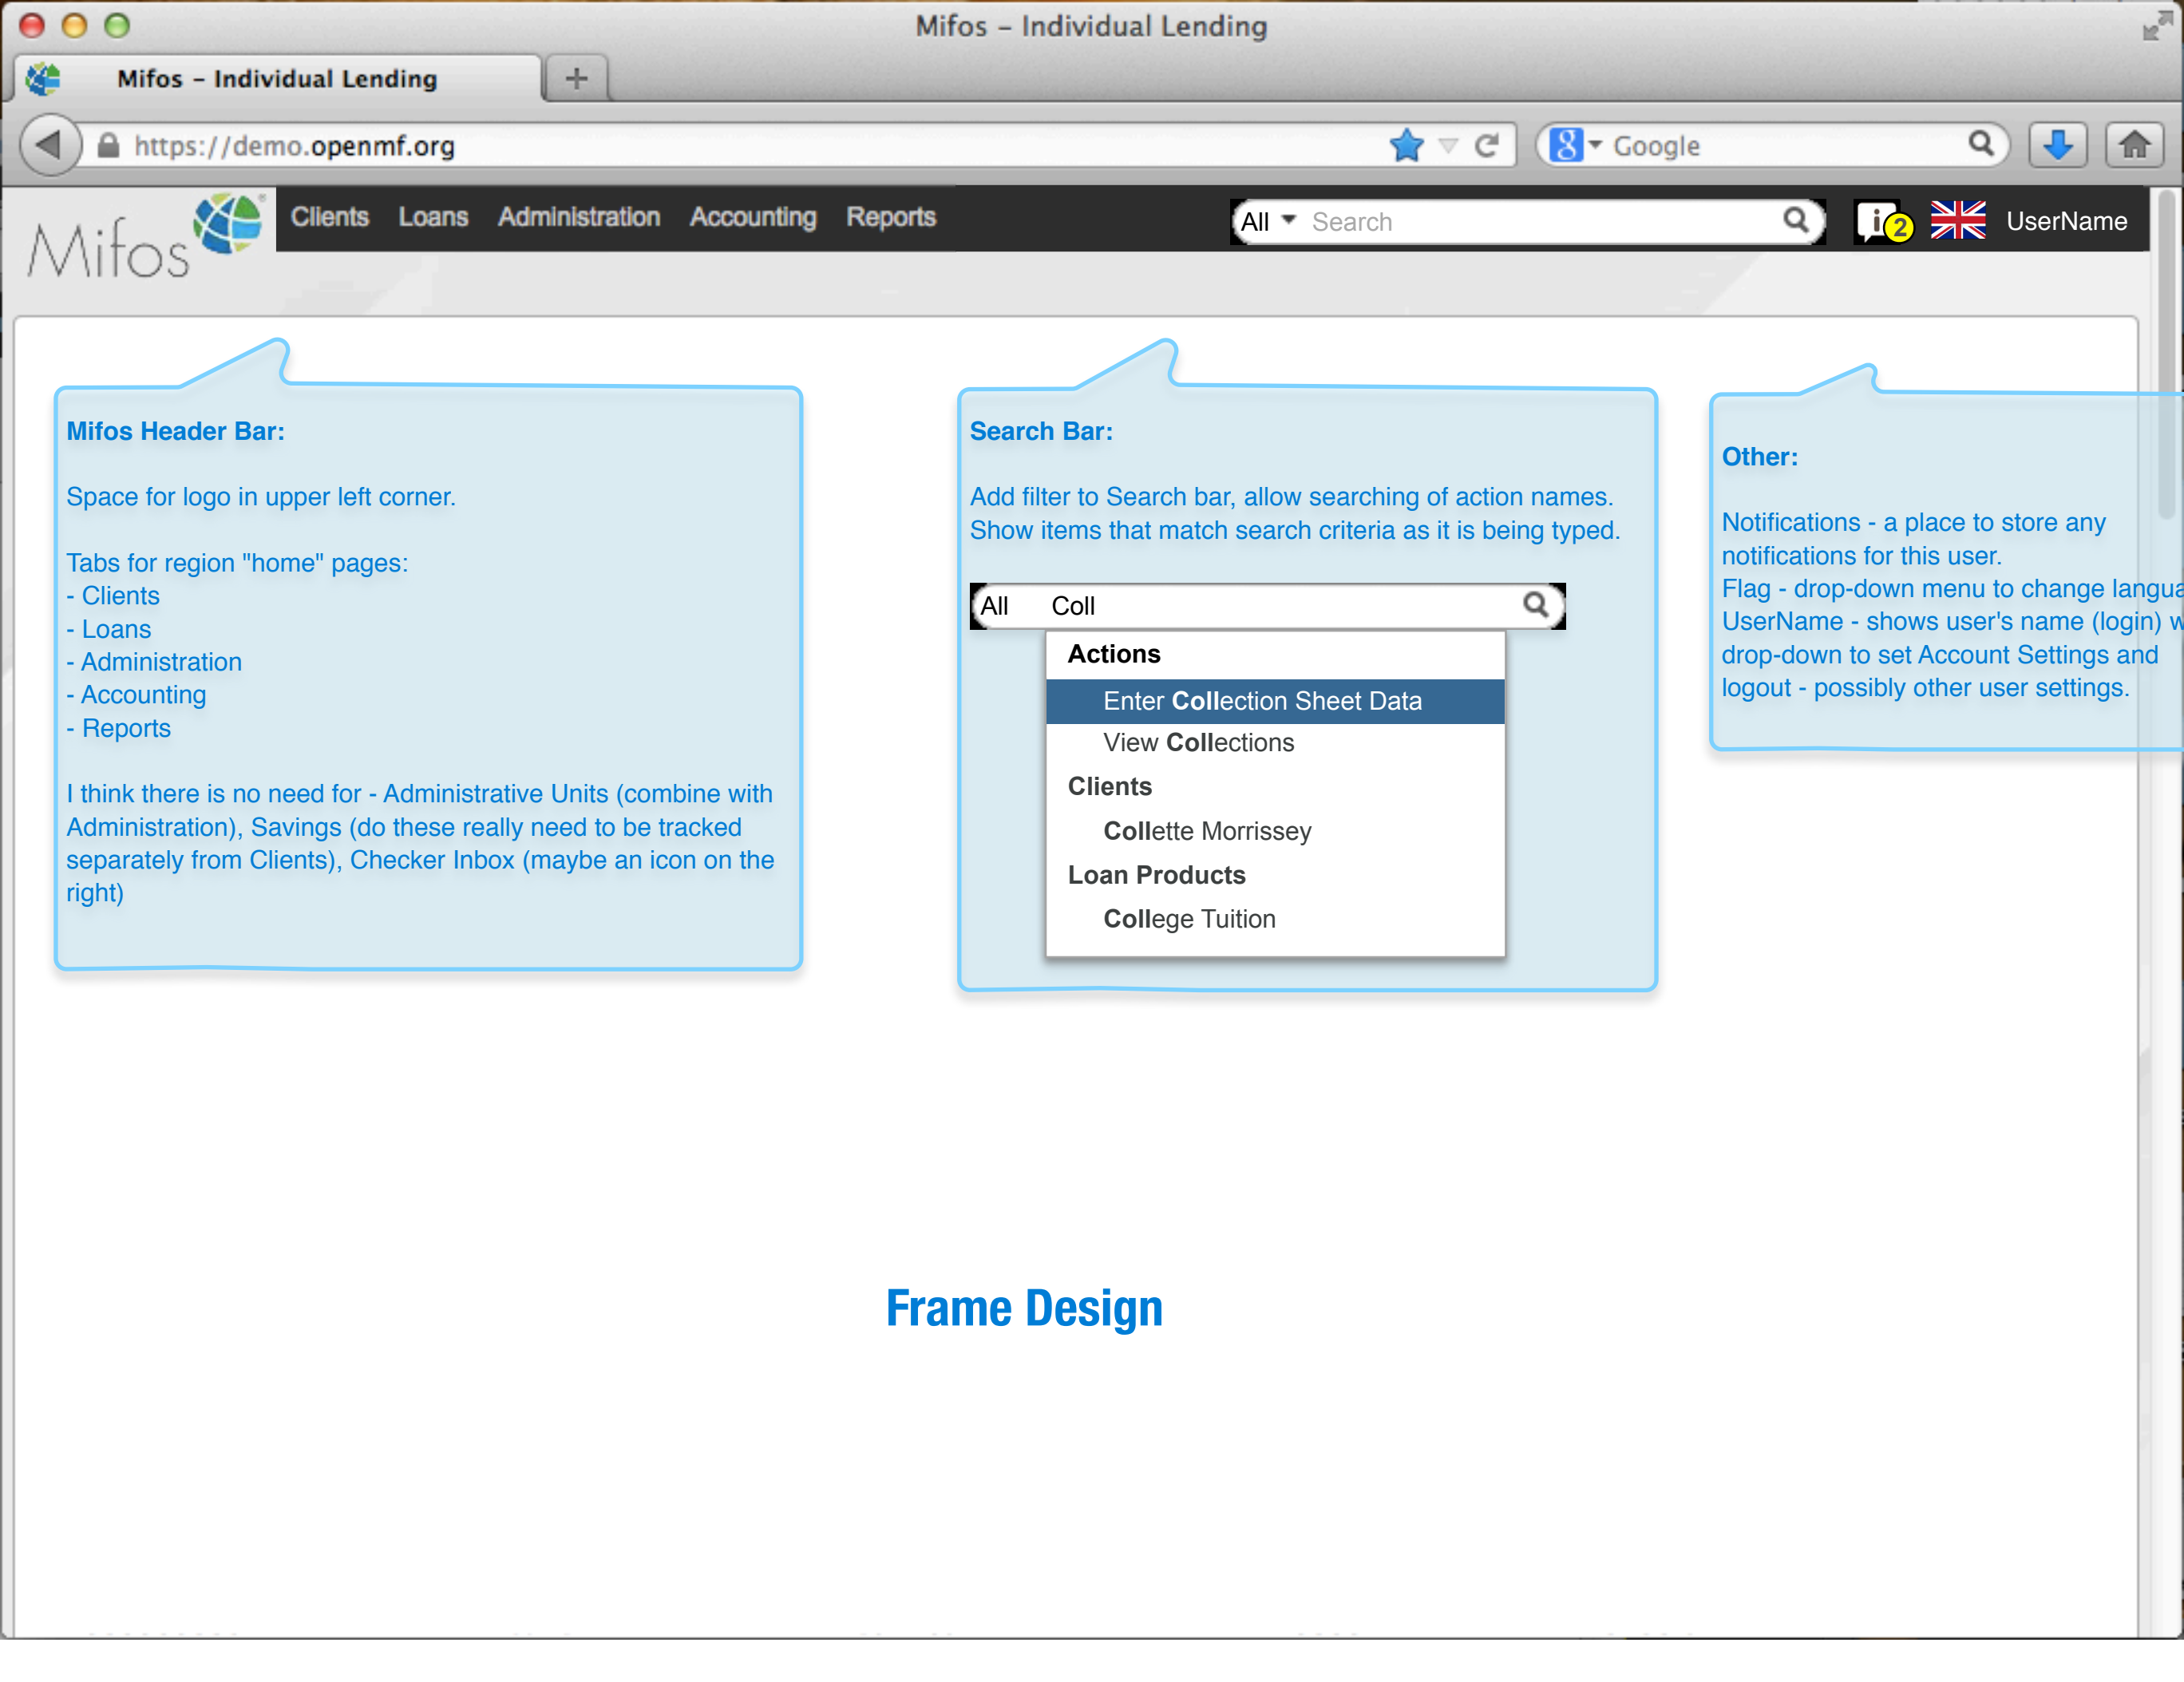 Mifos – Individual Lending
Mifos – Individual Lending
https://demo.openmf.org
Google
Mifos
Clients Loans Administration Accounting Reports
All Search
2
UserName
Mifos Header Bar:
Space for logo in upper left corner.
Tabs for region "home" pages:
- Clients
- Loans
- Administration
- Accounting
- Reports
I think there is no need for - Administrative Units (combine with
Administration), Savings (do these really need to be tracked
separately from Clients), Checker Inbox (maybe an icon on the
right)
Search Bar:
Add filter to Search bar, allow searching of action names.
Show items that match search criteria as it is being typed.
All Coll
Actions
Enter Collection Sheet Data
View Collections
Clients
Collette Morrissey
Loan Products
College Tuition
Other:
Notifications - a place to store any
notifications for this user.
Flag - drop-down menu to change
UserName - shows user's name (login)
drop-down to set Account Settings and
logout - possibly other user settings.
Frame Design